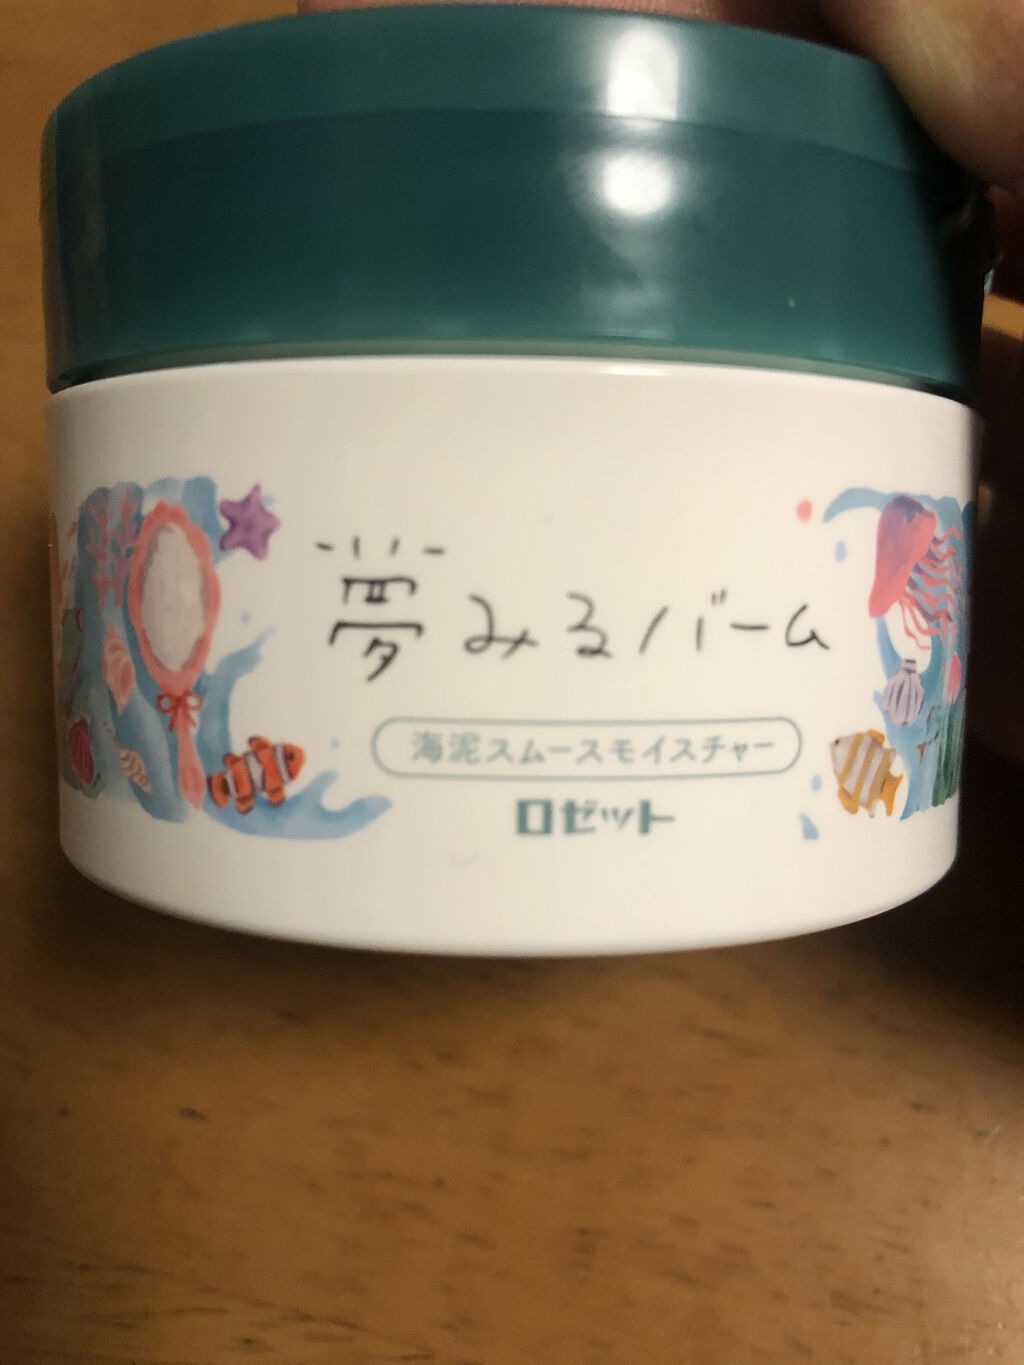 夢みるバーム
海泥スムースモイスチャー
ロゼット